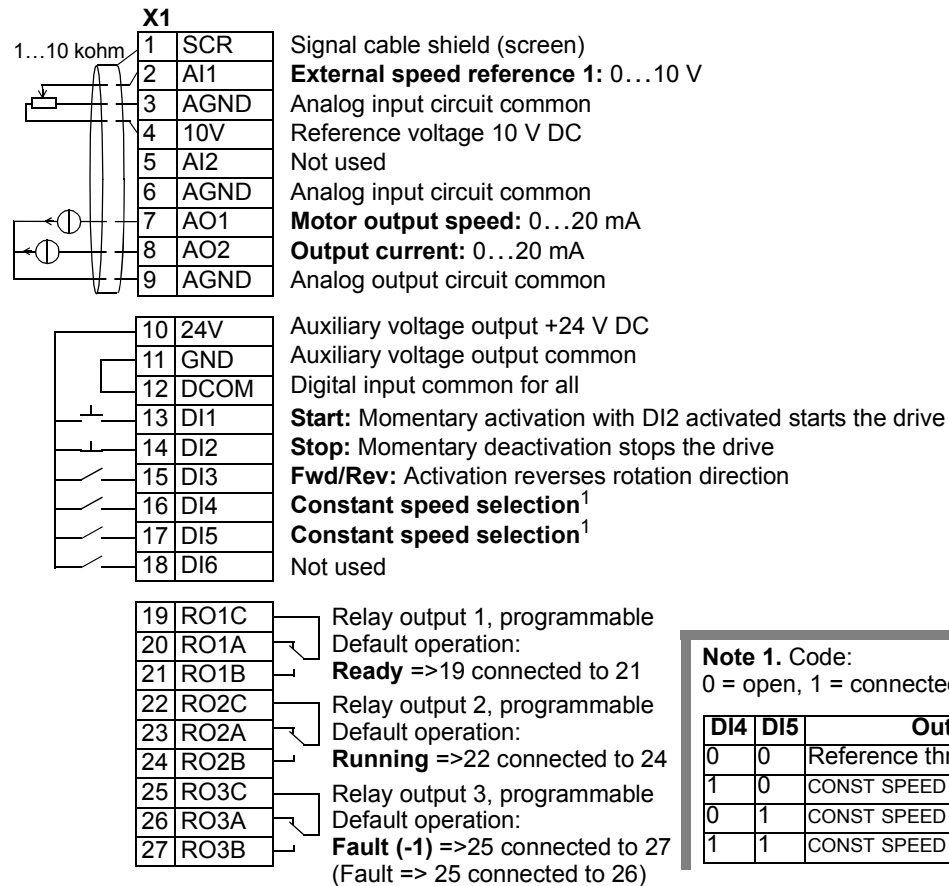 X1
1…10 kohm
1 SCR Signal cable shield (screen)
2 AI1 External speed reference 1: 0…10 V
3 AGND Analog input circuit common
4 10V Reference voltage 10 V DC
5 AI2 Not used
6 AGND Analog input circuit common
7 AO1 Motor output speed: 0…20 mA
8 AO2 Output current: 0…20 mA
9 AGND Analog output circuit common
10 24V Auxiliary voltage output +24 V DC
11 GND Auxiliary voltage output common
12 DCOM Digital input common for all
13 DI1 Start: Momentary activation with DI2 activated starts the drive
14 DI2 Stop: Momentary deactivation stops the drive
15 DI3 Fwd/Rev: Activation reverses rotation direction
16 DI4 Constant speed selection1
17 DI5 Constant speed selection1
18 DI6 Not used
19 RO1C Relay output 1, programmable
20 RO1A Default operation:
21 RO1B Ready =>19 connected to 21
22 RO2C Relay output 2, programmable
23 RO2A Default operation:
24 RO2B Running =>22 connected to 24
25 RO3C Relay output 3, programmable
26 RO3A Default operation:
27 RO3B Fault (-1) =>25 connected to 27
(Fault => 25 connected to 26)
Note 1. Code:
0 = open, 1 = connected
DI4 DI5
0 0 Reference
1 0 CONST SPEED
0 1 CONST SPEED
1 1 CONST SPEED